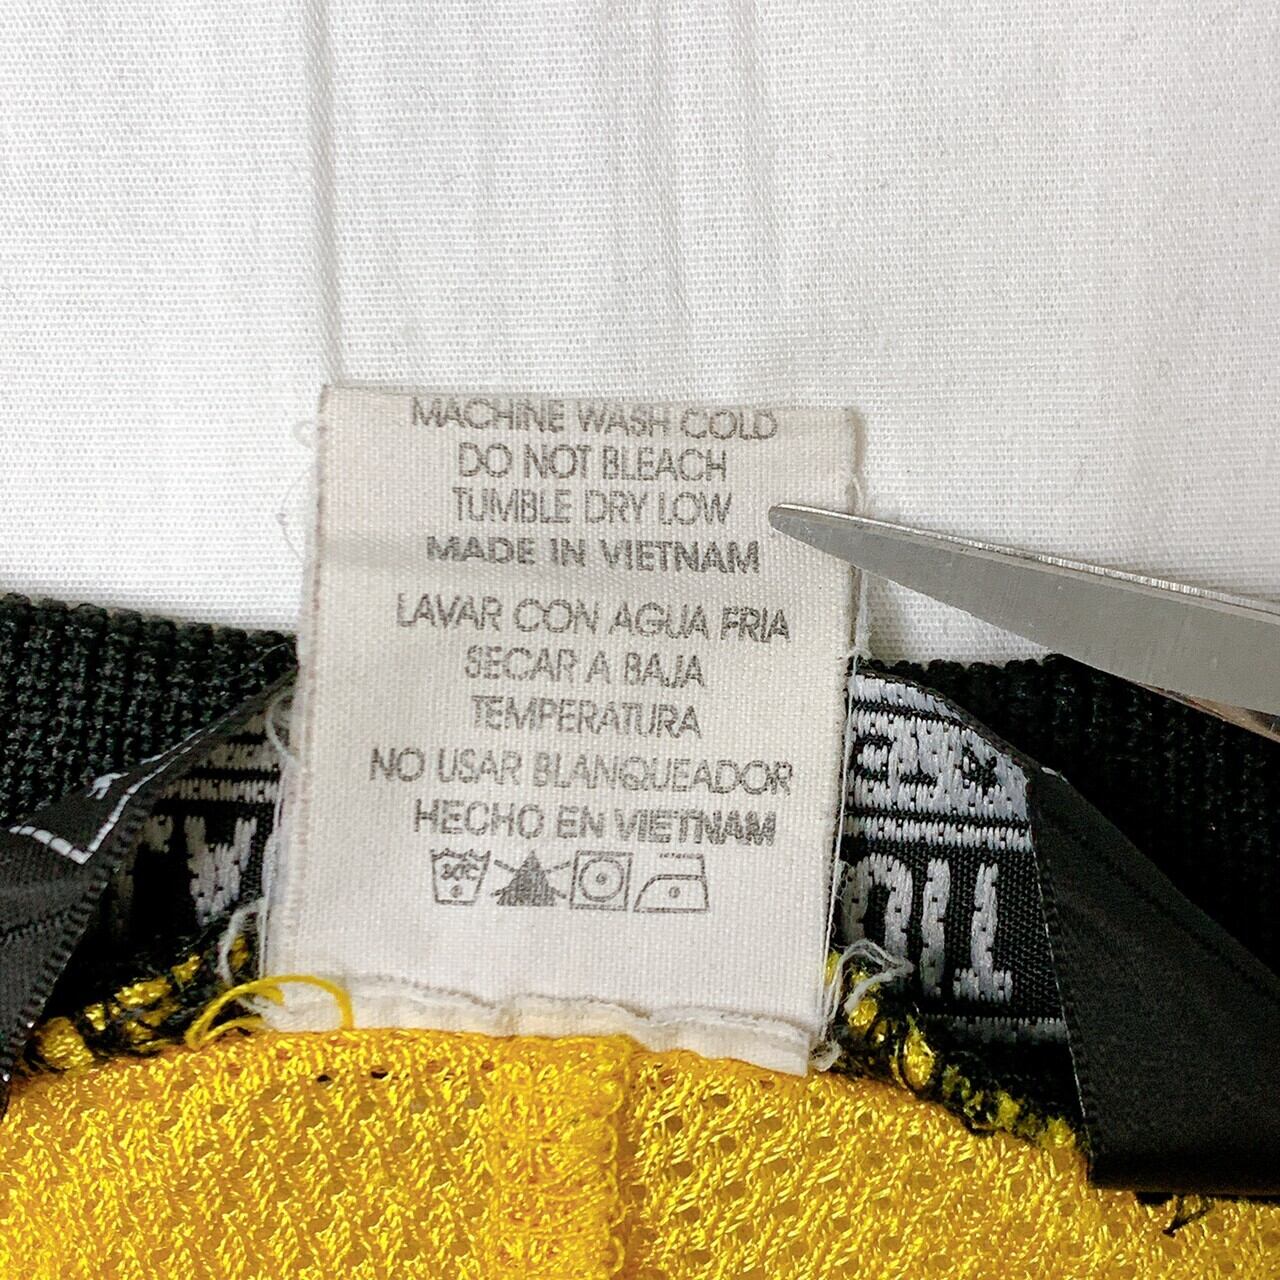 MACHINE WASH COLD
DO NOT BLEACH
TUMBLE DRY LOW
MADE IN VIETNAM
LAVAR CON AGUA FRIA
SECAR A BAJA
TEMPERATURA
NO USAR BLANQUEADOR
HECHO EN VIETNAM
30°C